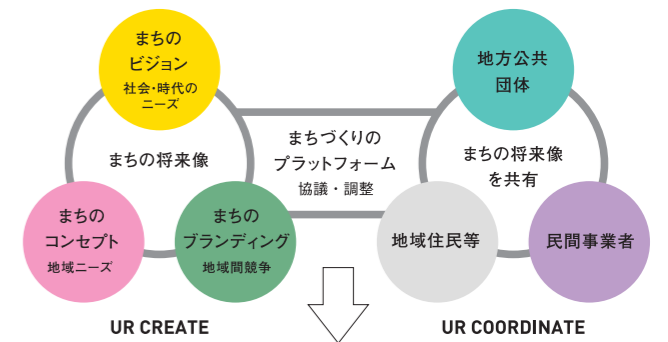 まちの
ビジョン
社会・時代の
ニーズ
まちの将来像
まちの
コンセプト
地域ニーズ
まちの
ブランディング
地域間競争
UR CREATE
まちづくりの
プラットフォーム
協議・調整
地方公共
団体
まちの将来像
を共有
地域住民等
民間事業者
UR COORDINATE